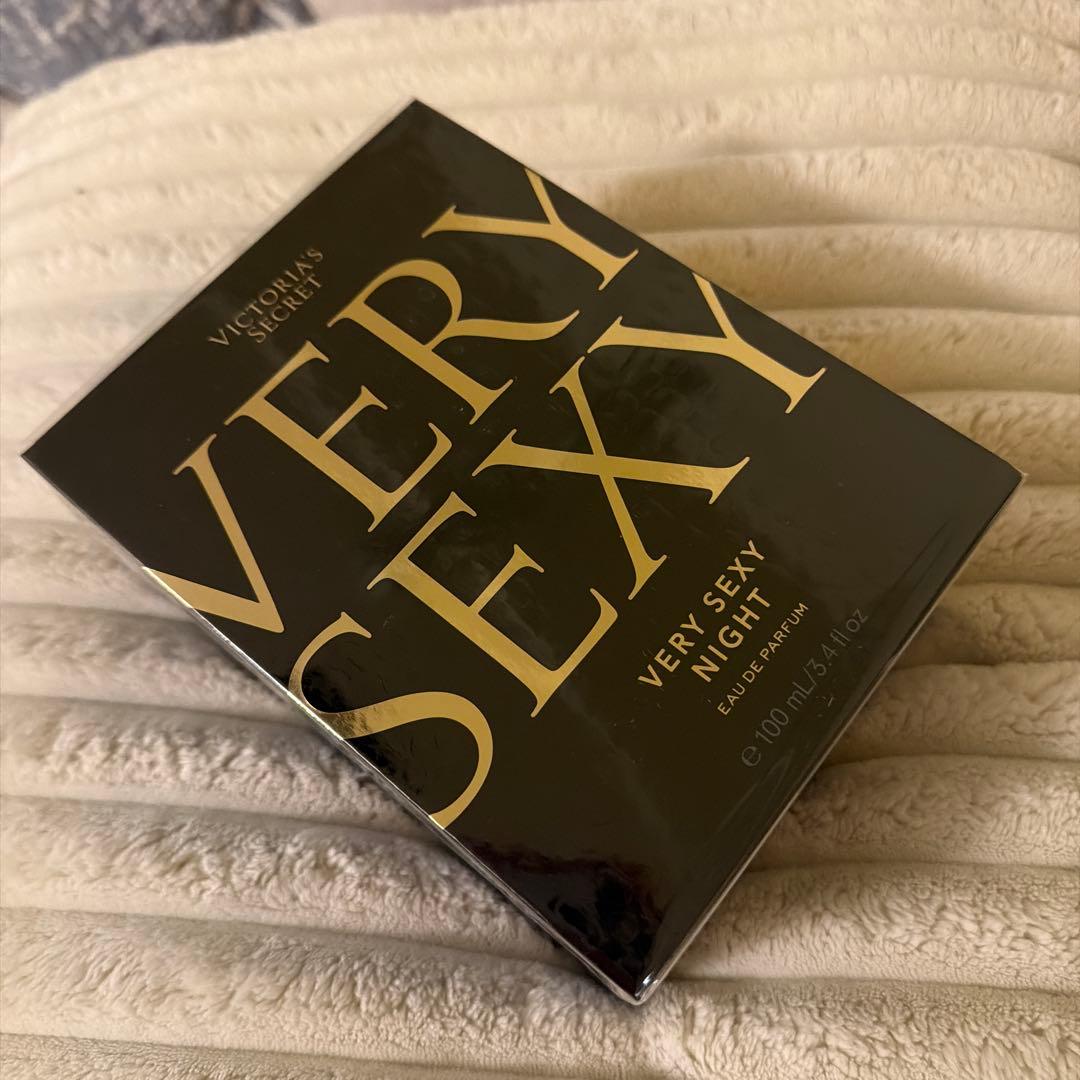 VICTORIA'S
SECRET
VERY
SEXY
VERY SEXY
NIGHT
EAU DE PARFUM
℮ 100 mL/3.4 fl oz